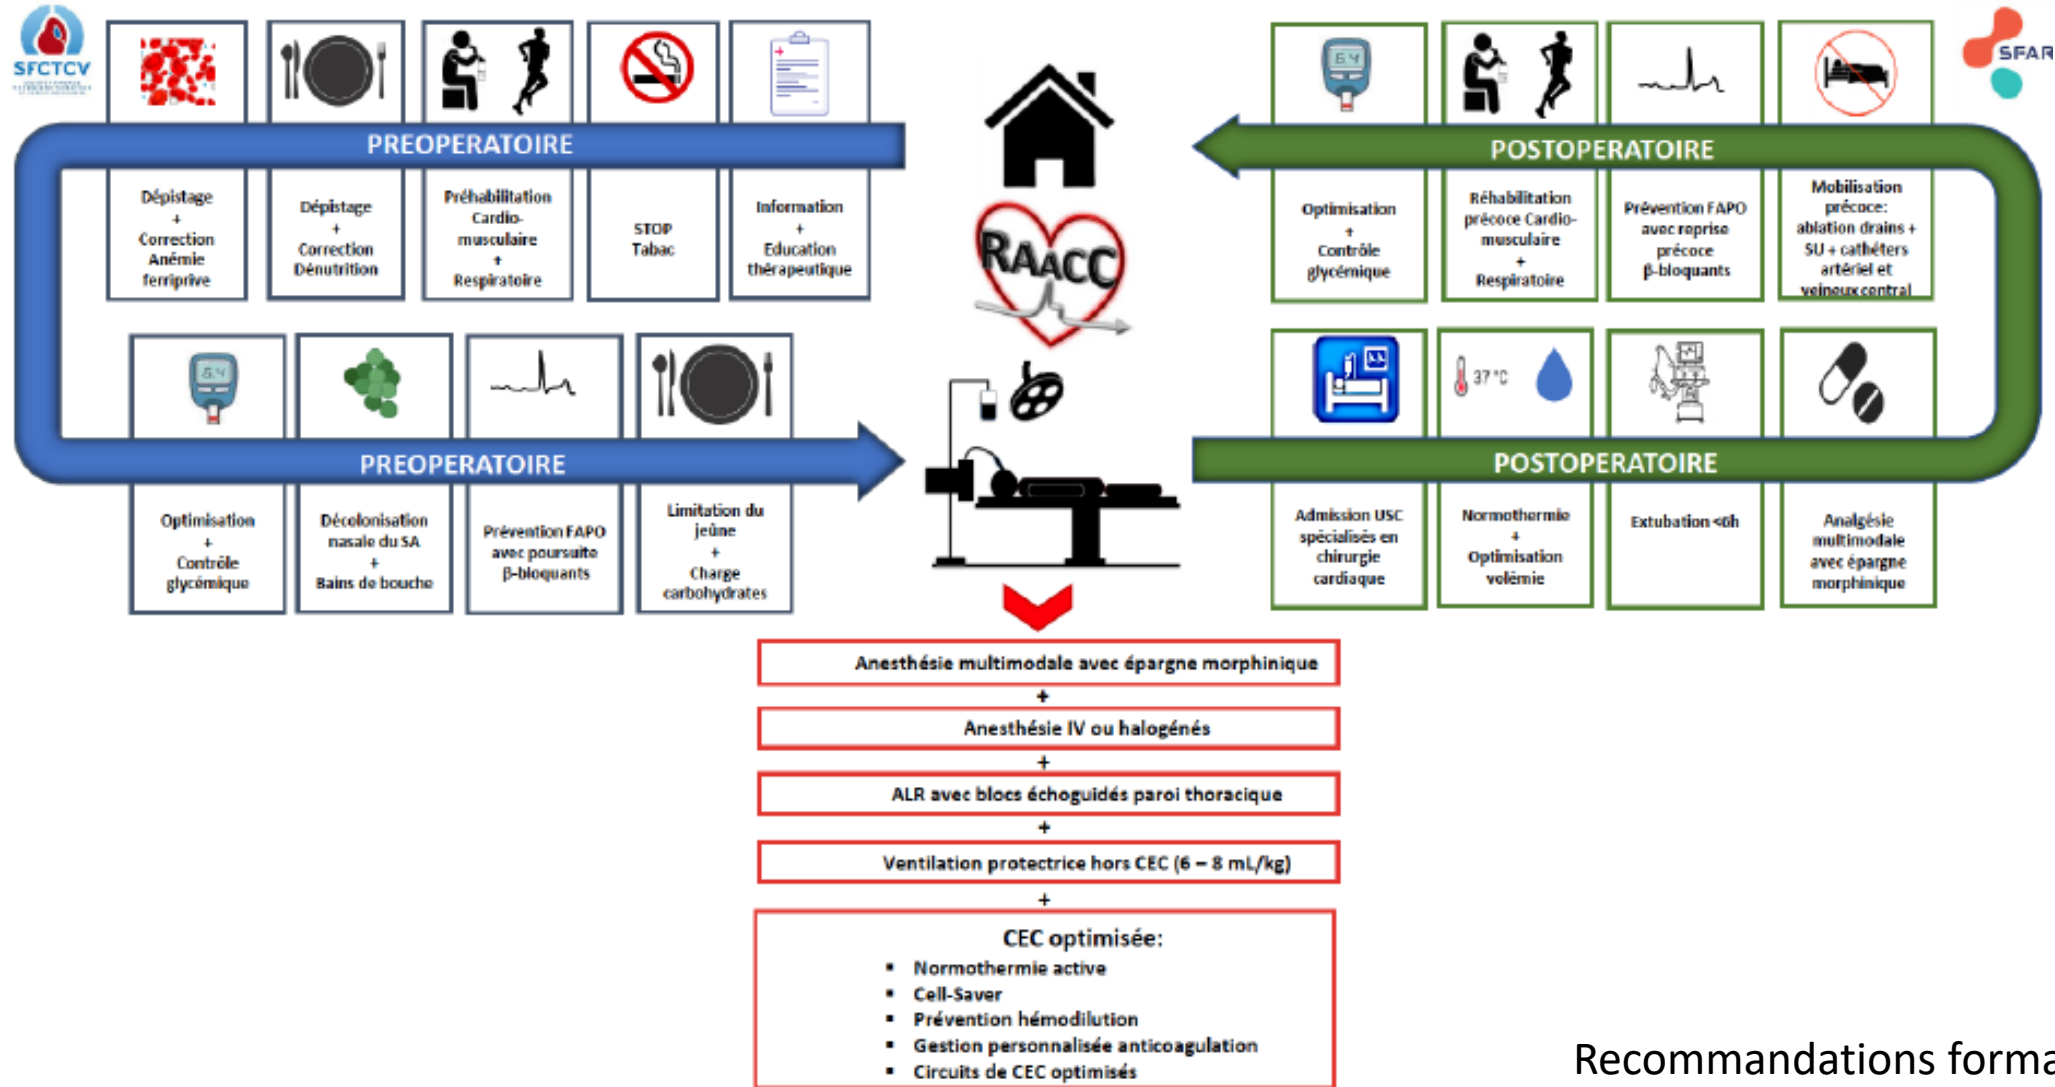 SFCTCV
PREOPERATOIRE
Dépistage
+
Correction
Anémie
ferriprive
Dépistage
+
Correction
Dénutrition
Préhabilitation
Cardio-
musculaire
+
Respiratoire
STOP
Tabac
Information
+
Education
thérapeutique
6.4
PREOPERATOIRE
Optimisation
+
Contrôle
glycémique
Décolonisation
nasale du SA
+
Bains de bouche
Prévention FAPO
avec poursuite
β-bloquants
Limitation du
jeûne
+
Charge
carbohydrates
RAACC
SFAR
6.4
POSTOPERATOIRE
Optimisation
+
Contrôle
glycémique
Réhabilitation
précoce Cardio-
musculaire
+
Respiratoire
Prévention FAPO
avec reprise
précoce
β-bloquants
Mobilisation
précoce:
ablation drains +
SU + cathéters
artériel et
veineux central
37 °C
POSTOPERATOIRE
Admission USC
spécialisés en
chirurgie
cardiaque
Normothermie
+
Optimisation
volémie
Extubation <6h
Analgésie
multimodale
avec épargne
morphinique
Anesthésie multimodale avec épargne morphinique
+
Anesthésie IV ou halogénés
+
ALR avec blocs échoguidés paroi thoracique
+
Ventilation protectrice hors CEC (6 – 8 mL/kg)
+
CEC optimisée:
▪ Normothermie active
▪ Cell-Saver
▪ Prévention hémodilution
▪ Gestion personnalisée anticoagulation
▪ Circuits de CEC optimisés
Recommandations forma